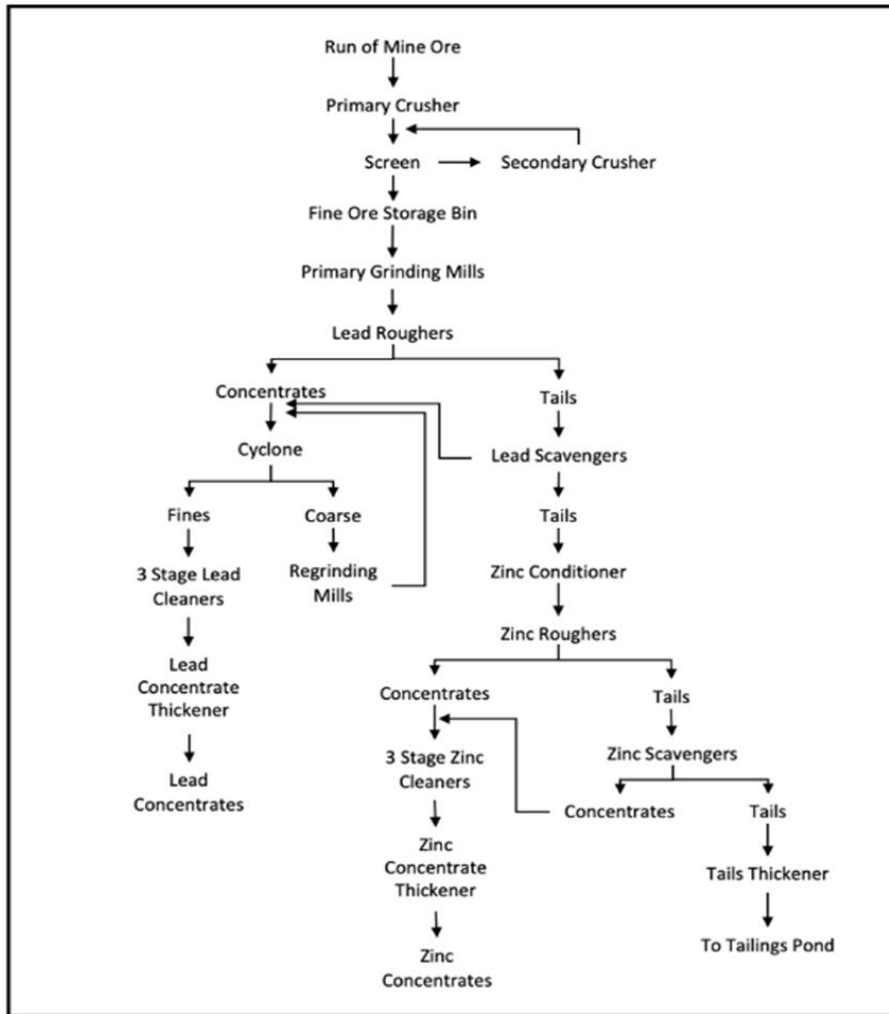 Run of Mine Ore
Primary Crusher
Screen
Secondary Crusher
Fine Ore Storage Bin
Primary Grinding Mills
Lead Roughers
Concentrates
Tails
Cyclone
Lead Scavengers
Fines
Coarse
Tails
3 Stage Lead
Cleaners
Regrinding
Mills
Zinc Conditioner
Zinc Roughers
Lead
Concentrate
Thickener
Concentrates
Tails
Lead
Concentrates
3 Stage Zinc
Cleaners
Zinc Scavengers
Concentrates
Tails
Zinc
Concentrate
Thickener
Tails Thickener
Zinc
Concentrates
To Tailings Pond